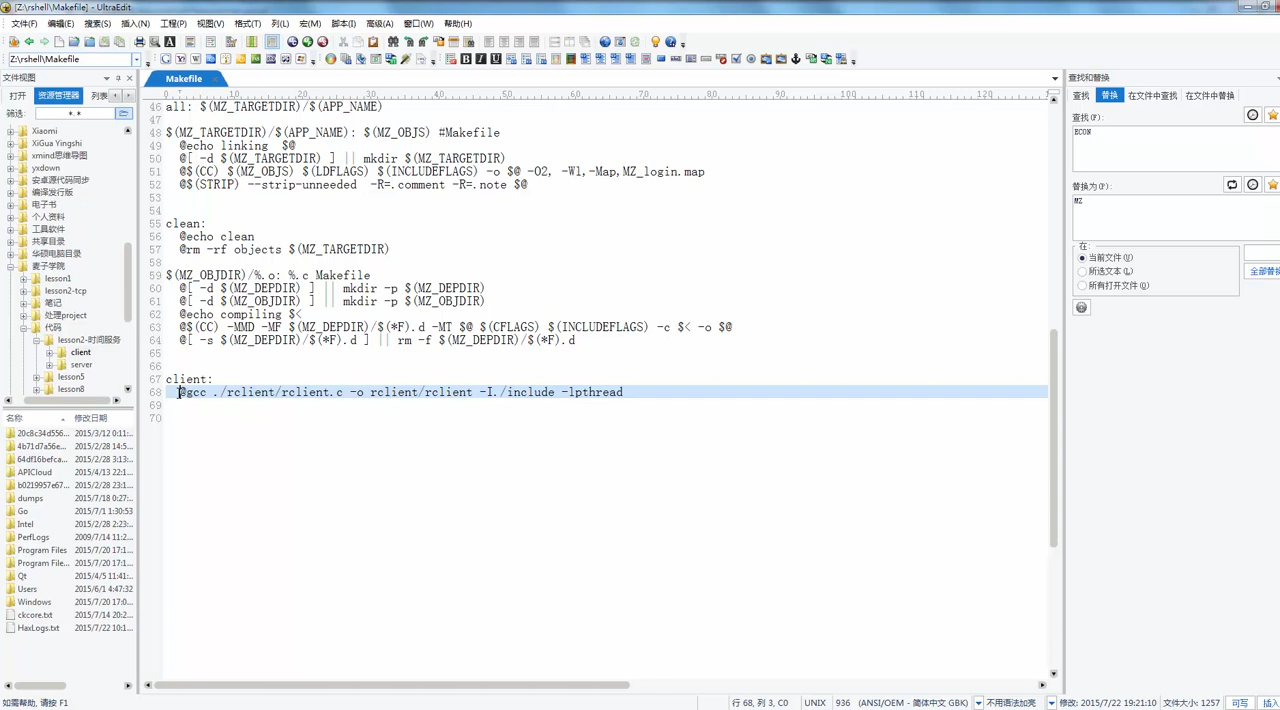 [Z:\rshell\Makefile] - UltraEdit
文件(F) 编辑(E) 搜索(S) 插入(N) 工程(P) 视图(V) 格式(T) 列(L) 宏(M) 脚本(I) 高级(A) 窗口(W) 帮助(H)
Z:\rshell\Makefile
文件视图
打开 资源管理器 列表
筛选: *.*
Xiaomi
XiGua Yingshi
xmind思维导图
yxdown
安卓源代码同步
编译发行版
电子书
个人资料
工具软件
共享目录
华硕电脑目录
麦子学院
lesson1
lesson2-tcp
笔记
处理project
代码
lesson2-时间服务
client
server
lesson5
lesson8
名称 修改日期
20c8c34d556... 2015/3/12 0:11:...
4b71d7a56e... 2015/2/28 14:5...
64df16befca... 2015/2/28 3:13:...
APICloud 2015/4/13 22:1...
b0219957e67... 2015/2/28 2:23:...
dumps 2015/7/18 0:27:...
Go 2015/7/1 1:30:53
Intel 2015/2/28 2:23:...
PerfLogs 2009/7/14 11:2...
Program Files 2015/7/20 17:1...
Program File... 2015/7/20 17:1...
Qt 2015/4/5 11:41:...
Users 2015/6/1 4:47:32
Windows 2015/7/20 17:0...
ckcore.txt 2015/7/14 20:2...
HaxLogs.txt 2015/7/22 10:1...
Makefile
0 10 20 30 40 50 60 70 80 90 100 110 120
46 all: $(MZ_TARGETDIR)/$(APP_NAME)
47
48 $(MZ_TARGETDIR)/$(APP_NAME): $(MZ_OBJS) #Makefile
49 @echo linking $@
50 @[ -d $(MZ_TARGETDIR) ] || mkdir $(MZ_TARGETDIR)
51 @$(CC) $(MZ_OBJS) $(LDFLAGS) $(INCLUDEFLAGS) -o $@ -O2, -Wl,-Map,MZ_login.map
52 @$(STRIP) --strip-unneeded -R=.comment -R=.note $@
53
54
55 clean:
56 @echo clean
57 @rm -rf objects $(MZ_TARGETDIR)
58
59 $(MZ_OBJDIR)/%.o: %.c Makefile
60 @[ -d $(MZ_DEPDIR) ] || mkdir -p $(MZ_DEPDIR)
61 @[ -d $(MZ_OBJDIR) ] || mkdir -p $(MZ_OBJDIR)
62 @echo compiling $<
63 @$(CC) -MMD -MF $(MZ_DEPDIR)/$(*F).d -MT $@ $(CFLAGS) $(INCLUDEFLAGS) -c $< -o $@
64 @[ -s $(MZ_DEPDIR)/$(*F).d ] || rm -f $(MZ_DEPDIR)/$(*F).d
65
66
67 client:
68 @gcc ./rclient/rclient.c -o rclient/rclient -I./include -lpthread
69
70
查找和替换
查找 替换 在文件中查找 在文件中替换
查找(F):
ECON
替换为(P):
MZ
在:
当前文件(V)
所选文本(L)
所有打开文件(O)
全部替换
如需帮助, 请按 F1
行 68, 列 3, C0 UNIX 936 (ANSI/OEM - 简体中文 GBK) 不用语法加亮 修改: 2015/7/22 19:21:10 文件大小: 1257 可写 插入